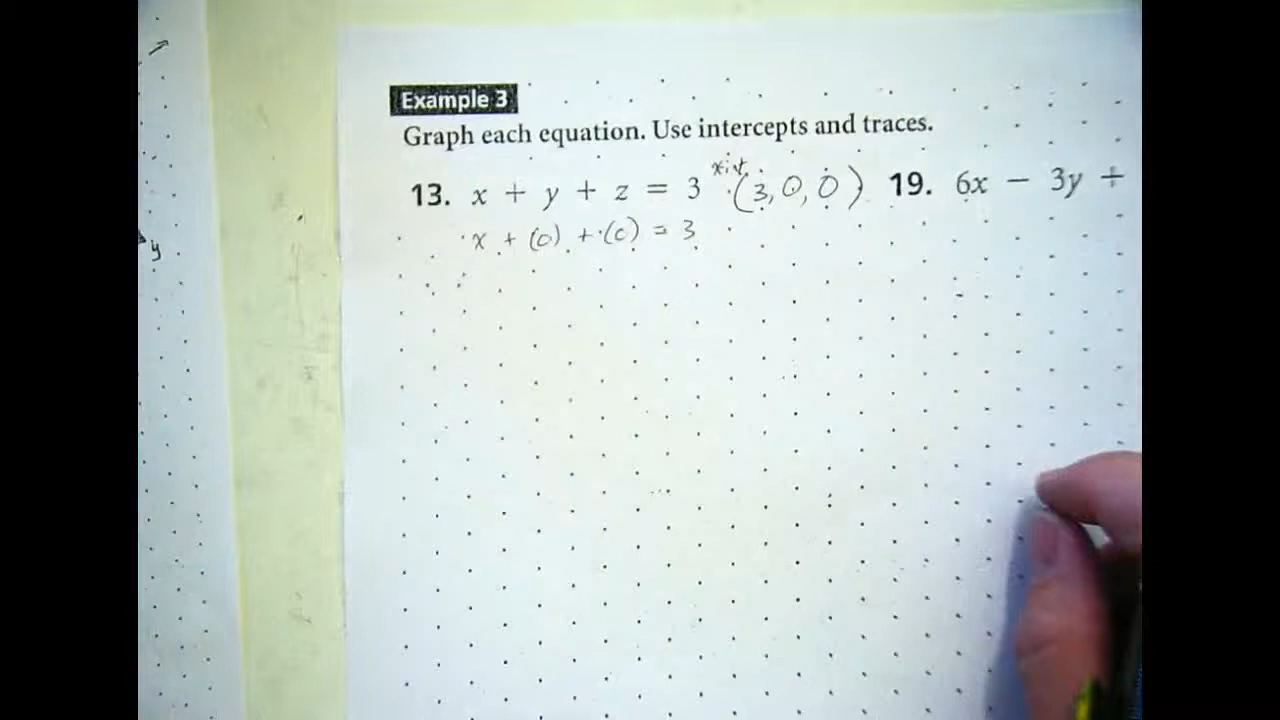 Example 3
Graph each equation. Use intercepts and traces.
x-int
13. x + y + z = 3 (3, 0, 0) 19. 6x − 3y +
x + (0) + (0) = 3
y